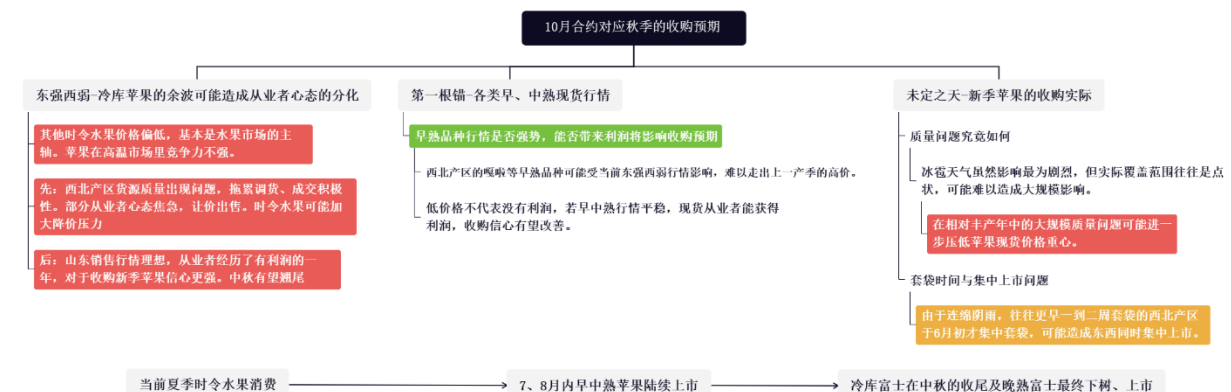 10月合约对应秋季的收购预期
东强西弱-冷库苹果的余波可能造成从业者心态的分化
其他时令水果价格偏低，基本是水果市场的主
轴。苹果在高温市场里竞争力不强。
先：西北产区货源质量出现问题，拖累调货、成交积极
性。部分从业者心态焦急，让价出售。时令水果可能加
大降价压力
后：山东销售行情理想，从业者经历了有利润的一
年，对于收购新季苹果信心更强。中秋有望翘尾
第一根锚-各类早、中熟现货行情
早熟品种行情是否强势，能否带来利润将影响收购预期
西北产区的嘎啦等早熟品种可能受当前东强西弱行情影响，难以走出上一产季的高价。
低价格不代表没有利润，若早中熟行情平稳，现货从业者能获得
利润，收购信心有望改善。
未定之天-新季苹果的收购实际
质量问题究竟如何
冰雹天气虽然影响最为剧烈，但实际覆盖范围往往是点
状，可能难以造成大规模影响。
在相对丰产年中的大规模质量问题可能进一
步压低苹果现货价格重心。
套袋时间与集中上市问题
由于连绵阴雨，往往更早一到二周套袋的西北产区
于6月初才集中套袋，可能造成东西同时集中上市。
当前夏季时令水果消费
7、8月内早中熟苹果陆续上市
冷库富士在中秋的收尾及晚熟富士最终下树、上市